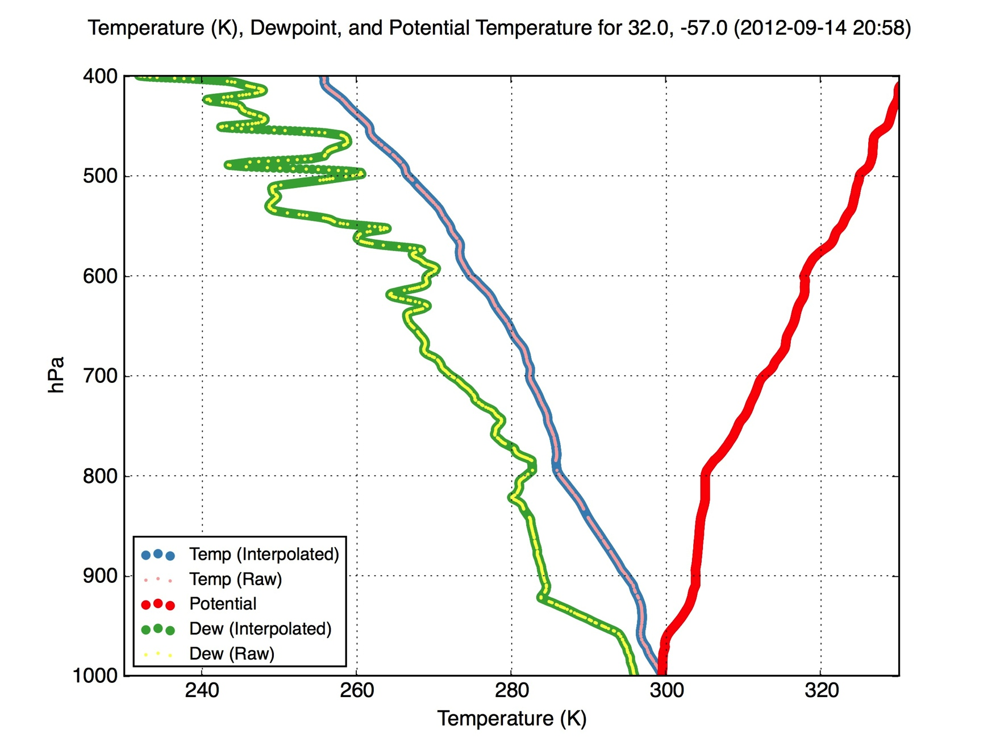 Temperature (K), Dewpoint, and Potential Temperature for 32.0, -57.0 (2012-09-14 20:58)
400
500
600
700
800
900
1000
hPa
Temp (Interpolated)
Temp (Raw)
Potential
Dew (Interpolated)
Dew (Raw)
240 260 280 300 320
Temperature (K)